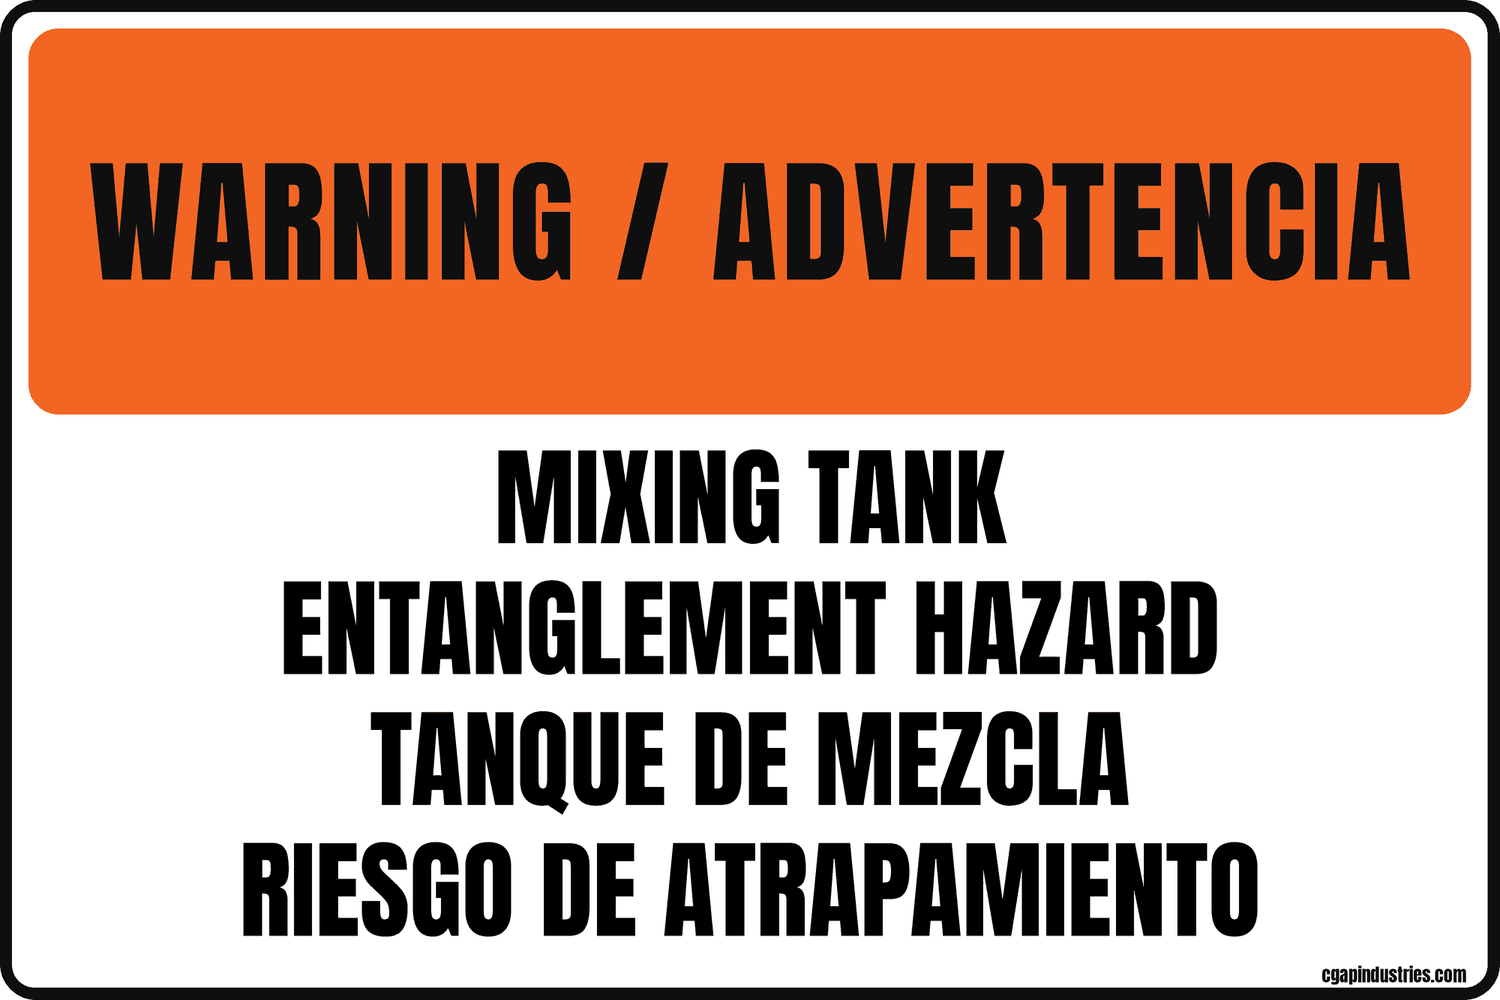 WARNING / ADVERTENCIA
MIXING TANK
ENTANGLEMENT HAZARD
TANQUE DE MEZCLA
RIESGO DE ATRAPAMIENTO
cgapindustries.com